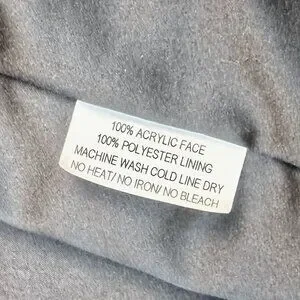 100% ACRYLIC FACE
100% POLYESTER LINING
MACHINE WASH COLD LINE DRY
NO HEAT/ NO IRON/ NO BLEACH